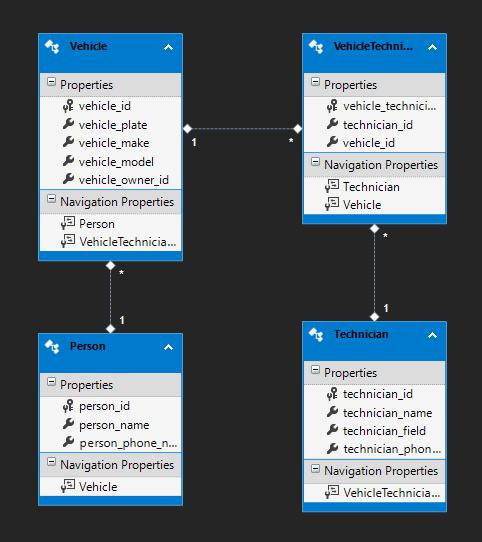 Vehicle
Properties
vehicle_id
vehicle_plate
vehicle_make
vehicle_model
vehicle_owner_id
Navigation Properties
Person
VehicleTechnicia...
VehicleTechni...
Properties
vehicle_technici...
technician_id
vehicle_id
Navigation Properties
Technician
Vehicle
1
*
*
1
*
1
Person
Properties
person_id
person_name
person_phone_n...
Navigation Properties
Vehicle
Technician
Properties
technician_id
technician_name
technician_field
technician_phon...
Navigation Properties
VehicleTechnicia...